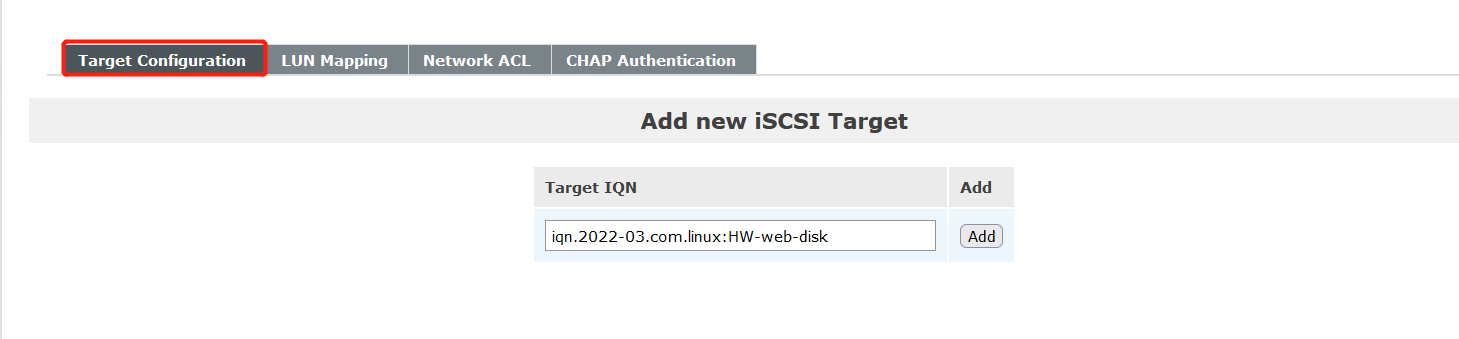 Target Configuration LUN Mapping Network ACL CHAP Authentication
Add new iSCSI Target
Target IQN Add
iqn.2022-03.com.linux:HW-web-disk Add